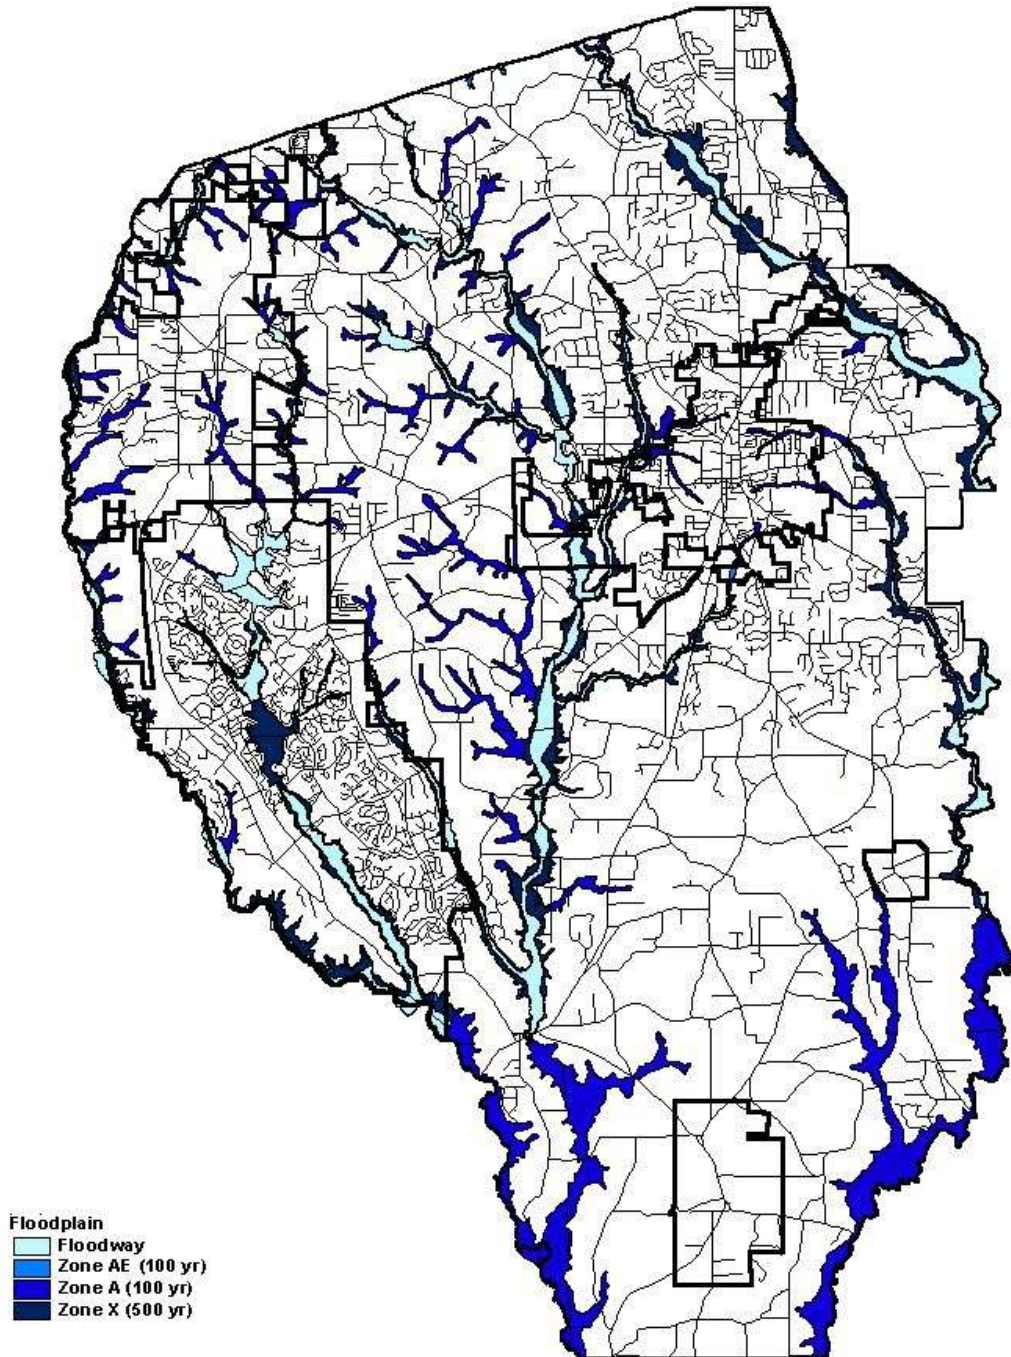 Floodplain
Floodway
Zone AE (100 yr)
Zone A (100 yr)
Zone X (500 yr)